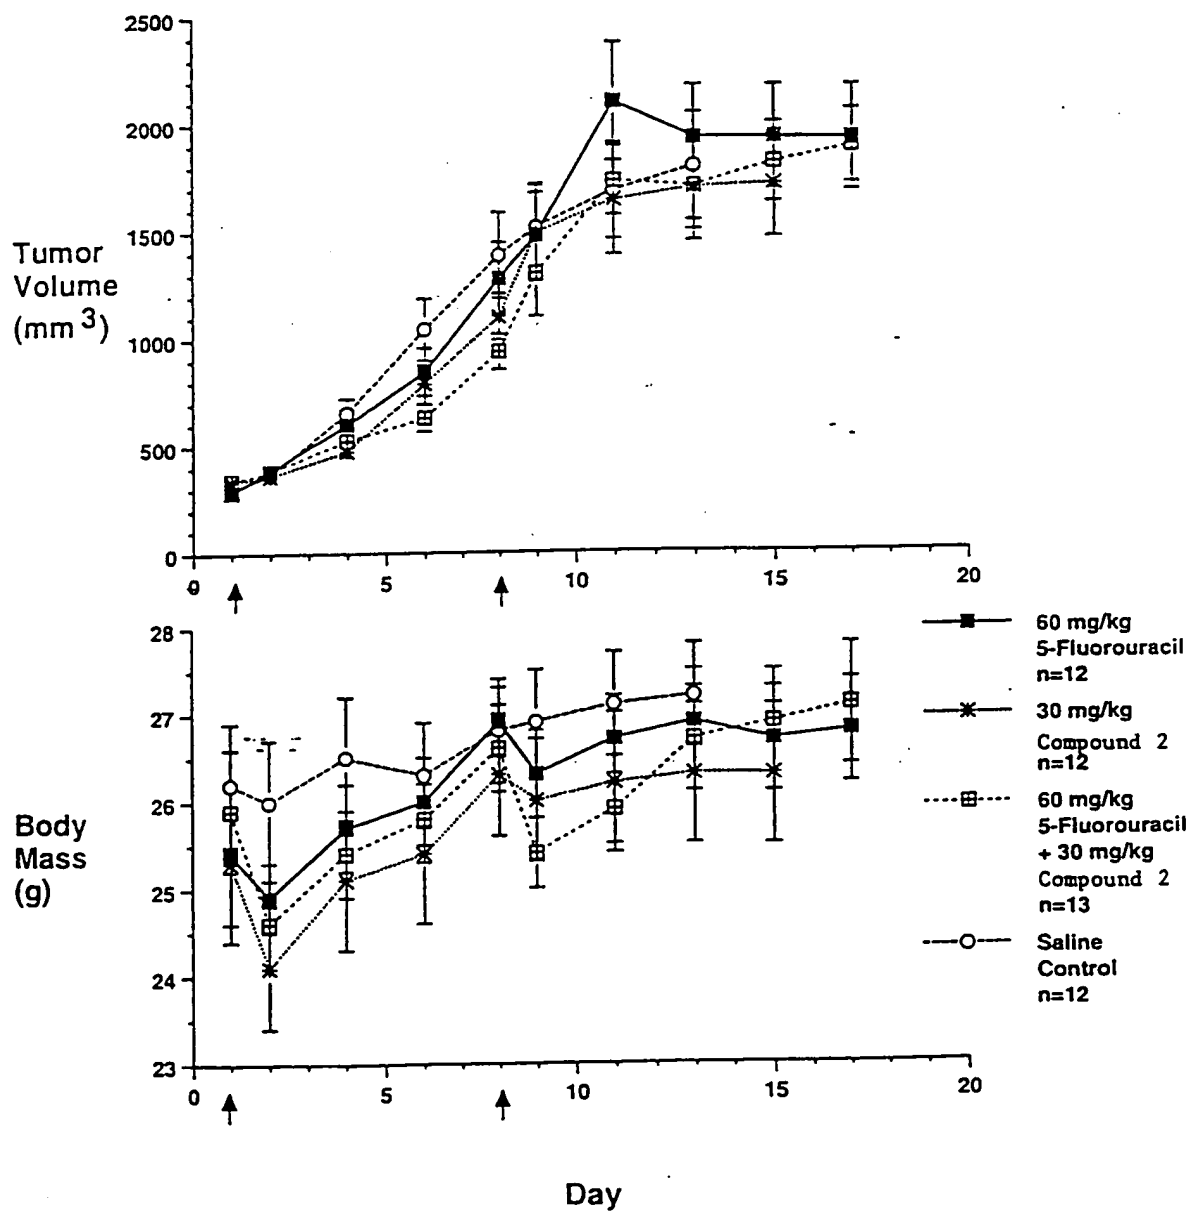 2500
2000
1500
1000
500
0
Tumor
Volume
(mm 3)
0 5 10 15 20
28
27
26
25
24
23
Body
Mass
(g)
0 5 10 15 20
Day
60 mg/kg
5-Fluorouracil
n=12
30 mg/kg
Compound 2
n=12
60 mg/kg
5-Fluorouracil
+ 30 mg/kg
Compound 2
n=13
Saline
Control
n=12